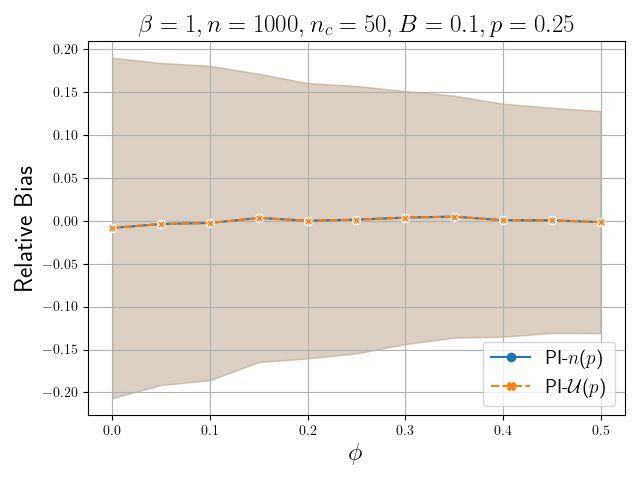 β = 1, n = 1000, n_c = 50, B = 0.1, p = 0.25
0.20
0.15
0.10
0.05
0.00
−0.05
−0.10
−0.15
−0.20
Relative Bias
PI-n(p)
PI-𝒰(p)
0.0 0.1 0.2 0.3 0.4 0.5
ϕ